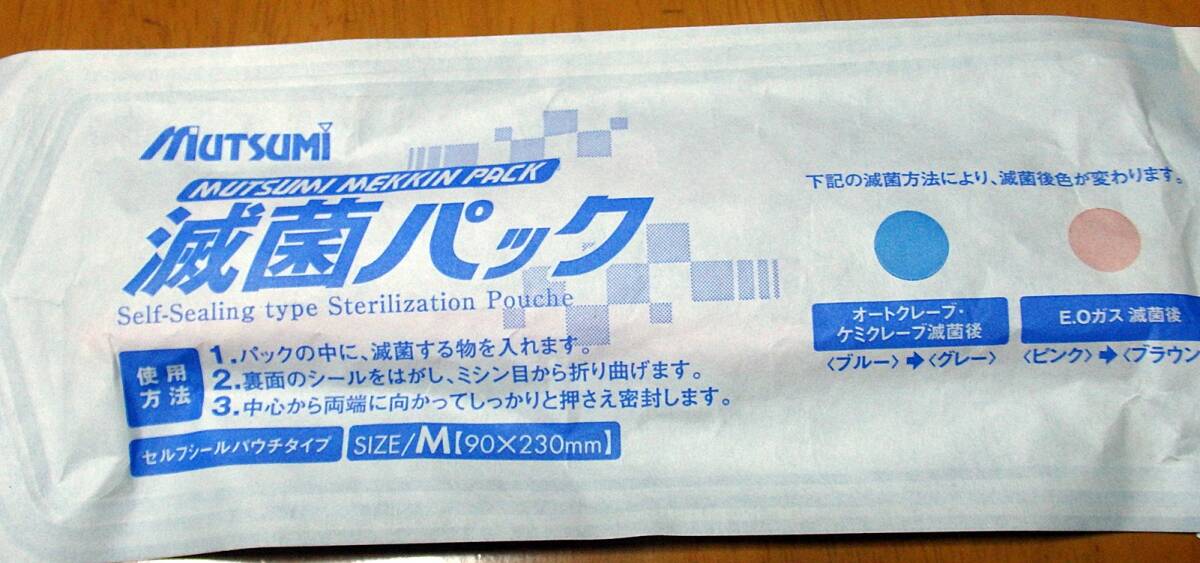 MUTSUMI
MUTSUMI MEKKIN PACK
滅菌パック
Self-Sealing type Sterilization Pouche
使用方法
1.パックの中に、滅菌する物を入れます。
2.裏面のシールをはがし、ミシン目から折り曲げます。
3.中心から両端に向かってしっかりと押さえ密封します。
セルフシールパウチタイプ
SIZE/M【90×230mm】
下記の滅菌方法により、滅菌後色が変わります。
オートクレーブ・
ケミクレーブ滅菌後
〈ブルー〉➡〈グレー〉
E.Oガス 滅菌後
〈ピンク〉➡〈ブラウン